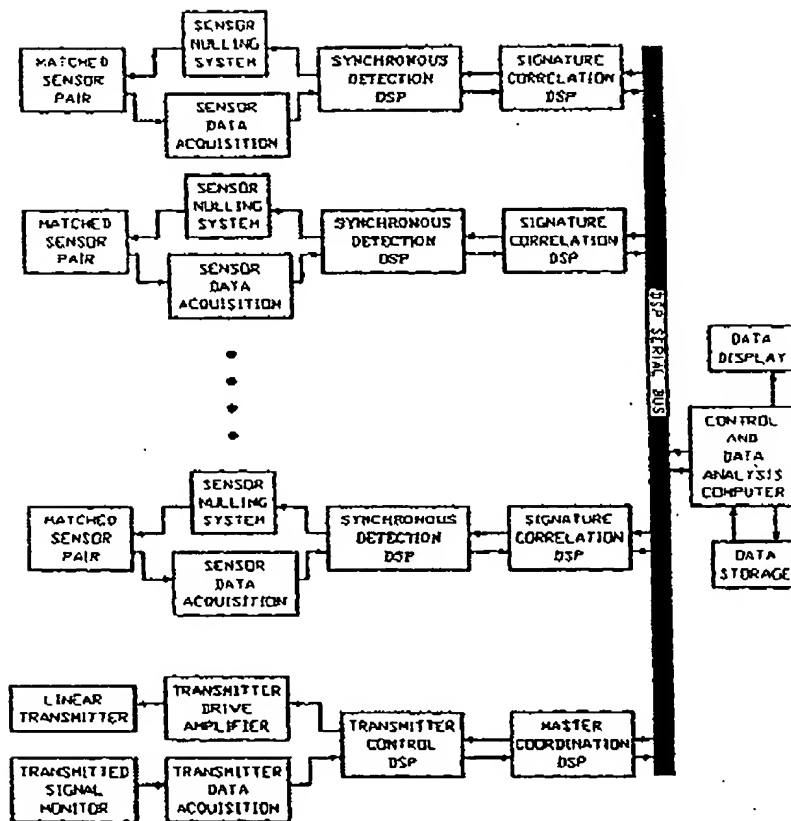 MATCHED
SENSOR
PAIR
SENSOR
NULLING
SYSTEM
SENSOR
DATA
ACQUISITION
SYNCHRONOUS
DETECTION
DSP
SIGNATURE
CORRELATION
DSP
MATCHED
SENSOR
PAIR
SENSOR
NULLING
SYSTEM
SENSOR
DATA
ACQUISITION
SYNCHRONOUS
DETECTION
DSP
SIGNATURE
CORRELATION
DSP
MATCHED
SENSOR
PAIR
SENSOR
NULLING
SYSTEM
SENSOR
DATA
ACQUISITION
SYNCHRONOUS
DETECTION
DSP
SIGNATURE
CORRELATION
DSP
LINEAR
TRANSMITTER
TRANSMITTER
DRIVE
AMPLIFIER
TRANSMITTED
SIGNAL
MONITOR
TRANSMITTER
DATA
ACQUISITION
TRANSMITTER
CONTROL
DSP
MASTER
COORDINATION
DSP
DSP SERIAL BUS
DATA
DISPLAY
CONTROL
AND
DATA
ANALYSIS
COMPUTER
DATA
STORAGE